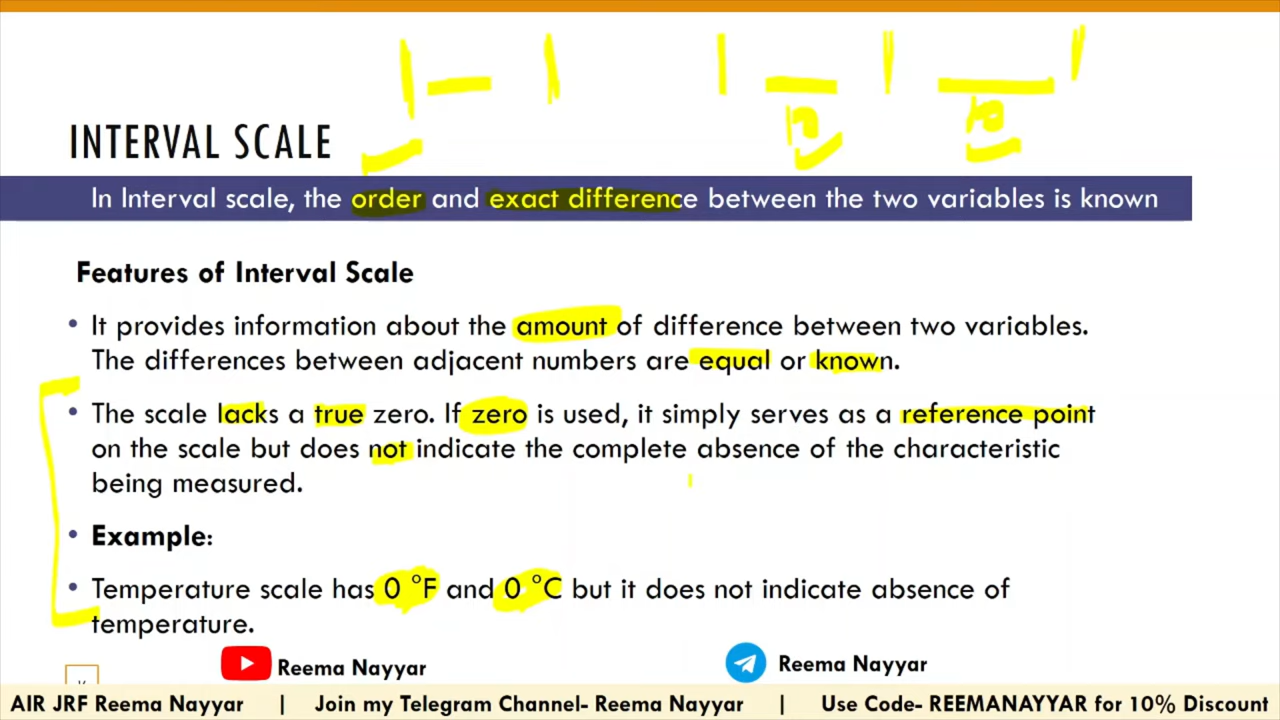 INTERVAL SCALE
In Interval scale, the order and exact difference between the two variables is known
Features of Interval Scale
• It provides information about the amount of difference between two variables.
The differences between adjacent numbers are equal or known.
• The scale lacks a true zero. If zero is used, it simply serves as a reference point
on the scale but does not indicate the complete absence of the characteristic
being measured.
• Example:
• Temperature scale has 0 °F and 0 °C but it does not indicate absence of
temperature.
Reema Nayyar
Reema Nayyar
AIR JRF Reema Nayyar | Join my Telegram Channel- Reema Nayyar | Use Code- REEMANAYYAR for 10% Discount